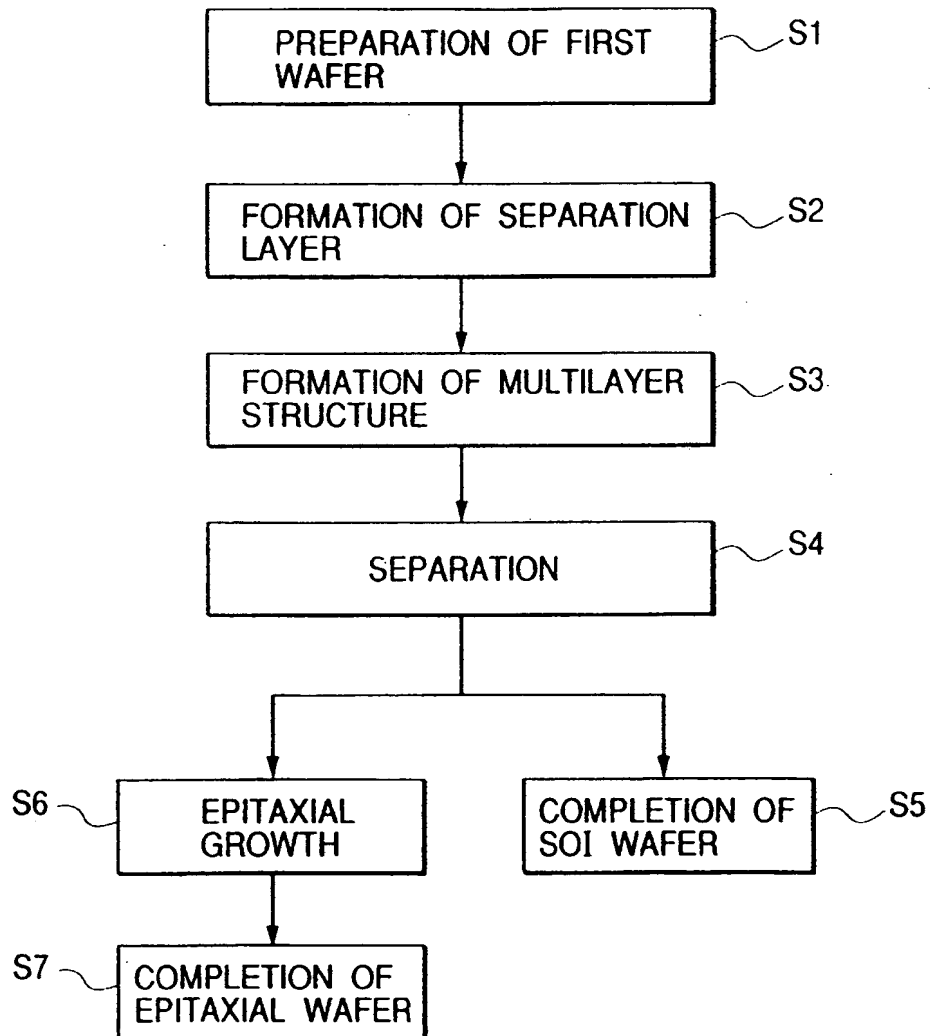 PREPARATION OF FIRST
WAFER
S1
FORMATION OF SEPARATION
LAYER
S2
FORMATION OF MULTILAYER
STRUCTURE
S3
SEPARATION
S4
S6
EPITAXIAL
GROWTH
COMPLETION OF
SOI WAFER
S5
S7
COMPLETION OF
EPITAXIAL WAFER